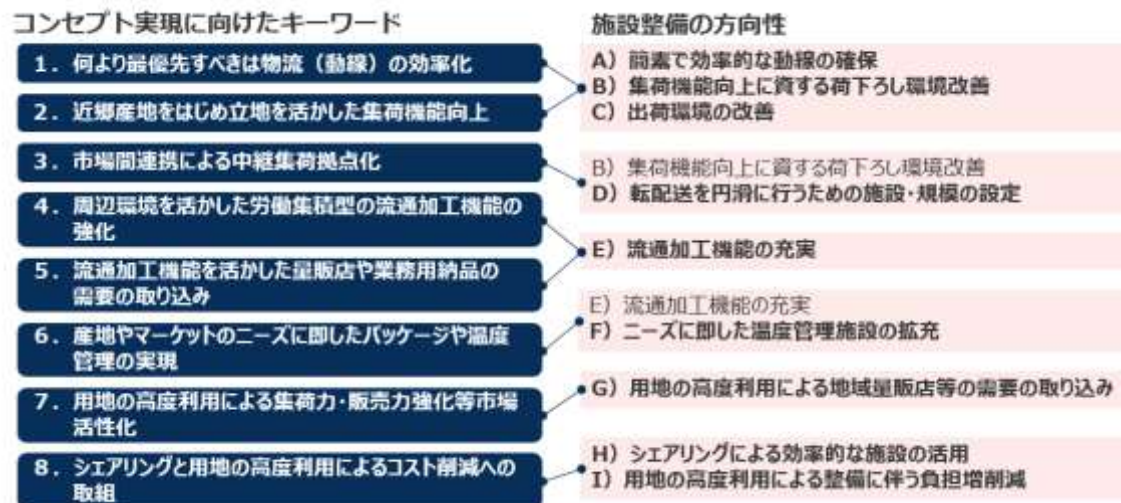 コンセプト実現に向けたキーワード
1. 何より最優先すべきは物流（動線）の効率化
2. 近郷産地をはじめ立地を活かした集荷機能向上
3. 市場間連携による中継集荷拠点化
4. 周辺環境を活かした労働集積型の流通加工機能の
強化
5. 流通加工機能を活かした量販店や業務用納品の
需要の取り込み
6. 産地やマーケットのニーズに即したパッケージや温度
管理の実現
7. 用地の高度利用による集荷力・販売力強化等市場
活性化
8. シェアリングと用地の高度利用によるコスト削減への
取組
施設整備の方向性
A）簡素で効率的な動線の確保
B）集荷機能向上に資する荷下ろし環境改善
C）出荷環境の改善
B）集荷機能向上に資する荷下ろし環境改善
D）転配送を円滑に行うための施設・規模の設定
E）流通加工機能の充実
E）流通加工機能の充実
F）ニーズに即した温度管理施設の拡充
G）用地の高度利用による地域量販店等の需要の取り込み
H）シェアリングによる効率的な施設の活用
I）用地の高度利用による整備に伴う負担増削減